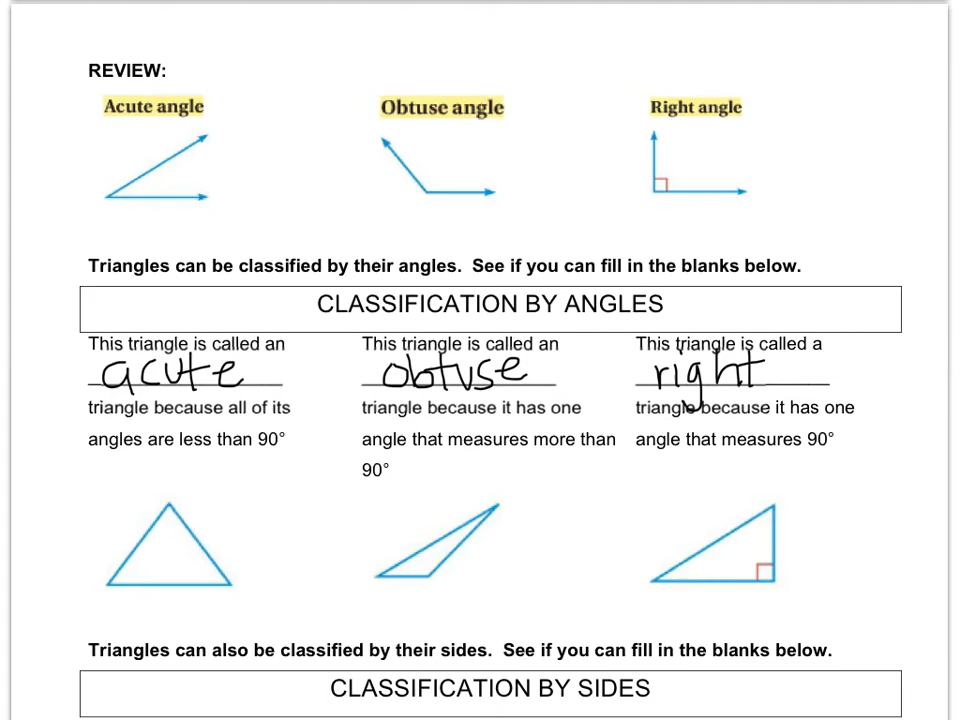 REVIEW:
Acute angle Obtuse angle Right angle
Triangles can be classified by their angles.  See if you can fill in the blanks below.
CLASSIFICATION BY ANGLES
This triangle is called an
acute
triangle because all of its
angles are less than 90°
This triangle is called an
obtuse
triangle because it has one
angle that measures more than
90°
This triangle is called a
right
triangle because it has one
angle that measures 90°
Triangles can also be classified by their sides.  See if you can fill in the blanks below.
CLASSIFICATION BY SIDES